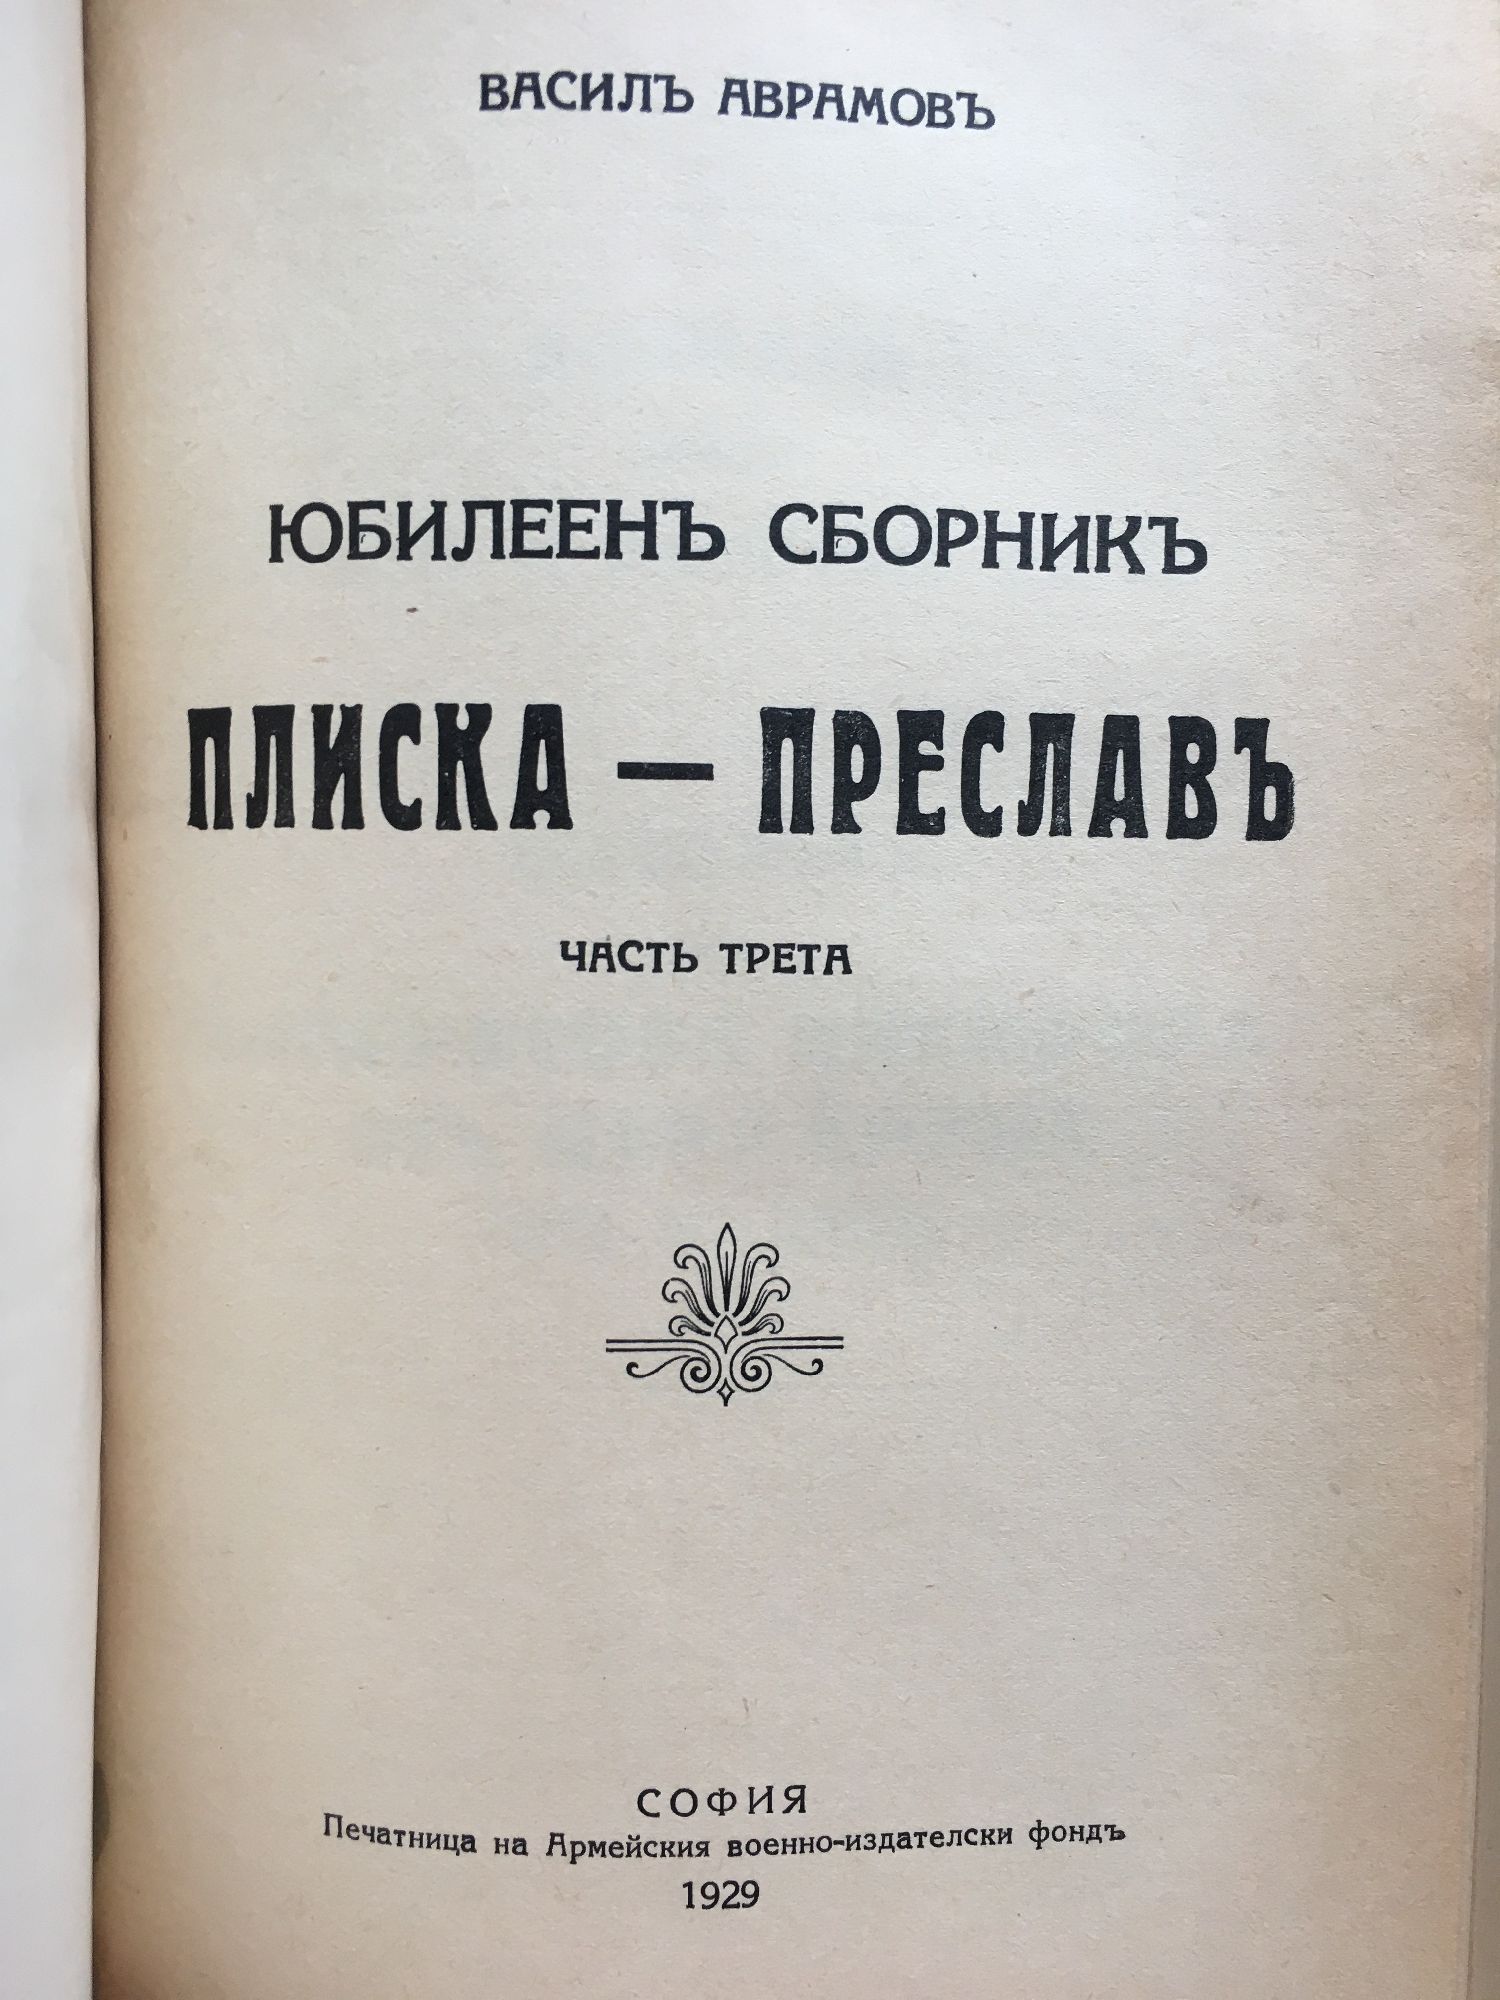 ВАСИЛЪ АВРАМОВЪ
ЮБИЛЕЕНЪ СБОРНИКЪ
ПЛИСКА — ПРЕСЛАВЪ
ЧАСТЬ ТРЕТА
СОФИЯ
Печатница на Армейския военно-издателски фондъ
1929